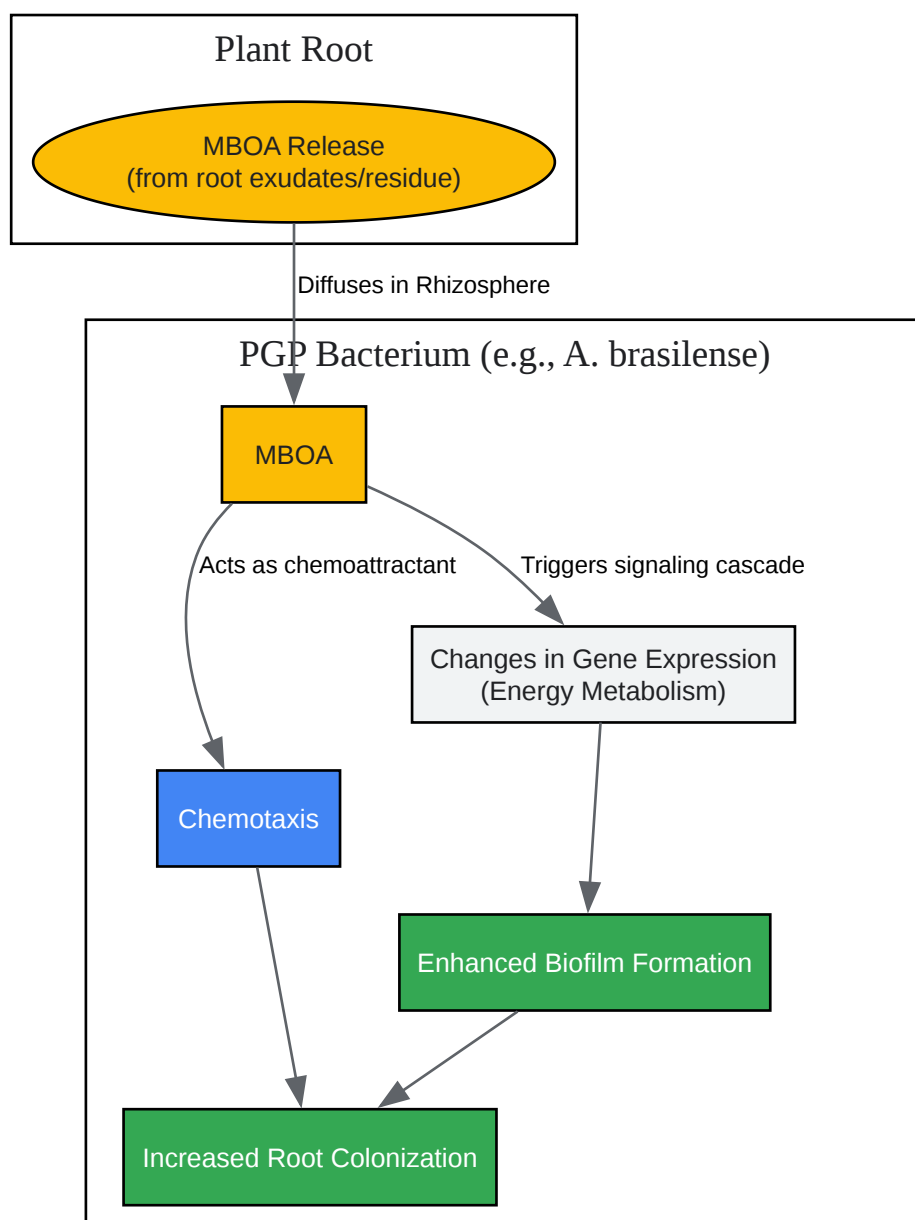 Plant Root
MBOA Release
(from root exudates/residue)
Diffuses in Rhizosphere
PGP Bacterium (e.g., A. brasilense)
MBOA
Acts as chemoattractant
Triggers signaling cascade
Changes in Gene Expression
(Energy Metabolism)
Chemotaxis
Enhanced Biofilm Formation
Increased Root Colonization